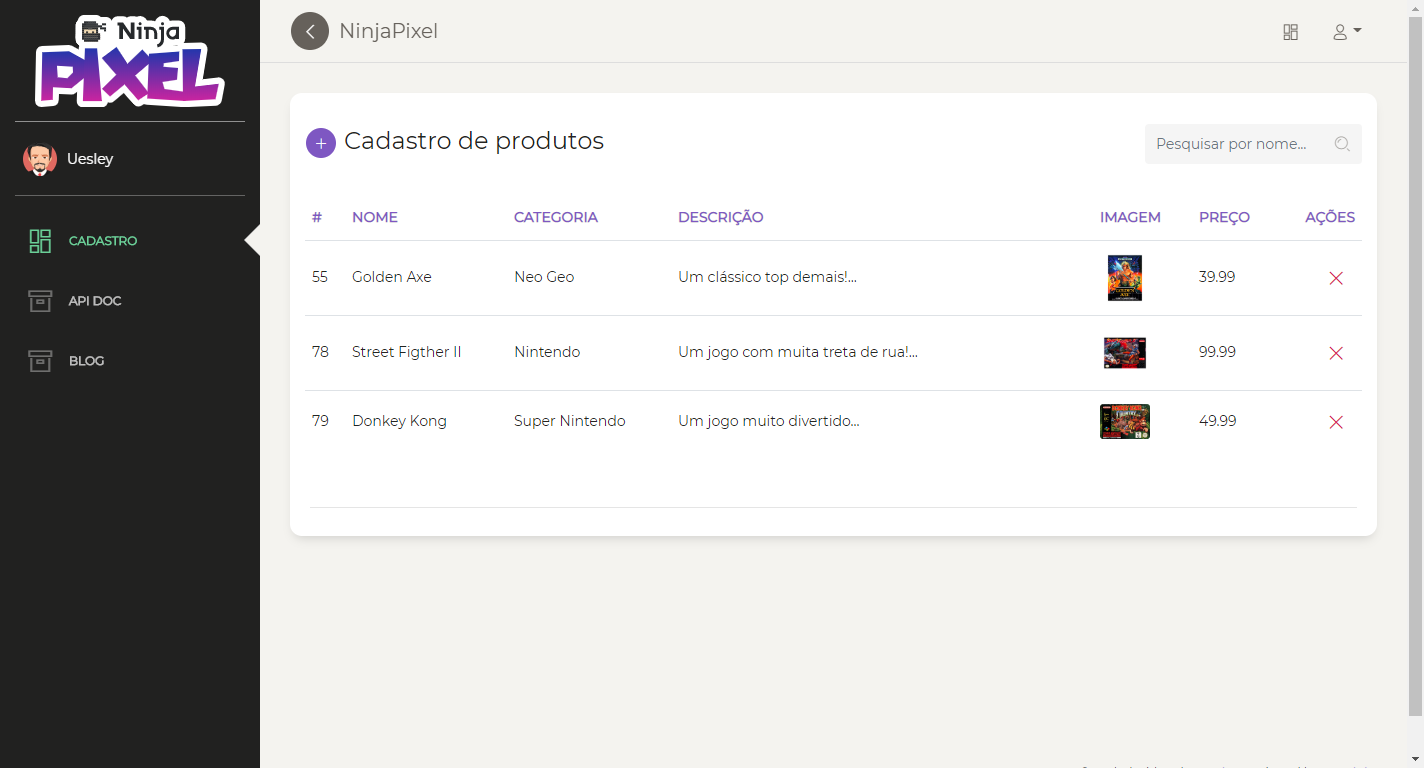 Ninja
PIXEL
NinjaPixel
Uesley
CADASTRO
API DOC
BLOG
Cadastro de produtos
Pesquisar por nome...
# NOME CATEGORIA DESCRIÇÃO IMAGEM PREÇO AÇÕES
55 Golden Axe Neo Geo Um clássico top demais!... 39.99
78 Street Figther II Nintendo Um jogo com muita treta de rua!... 99.99
79 Donkey Kong Super Nintendo Um jogo muito divertido... 49.99